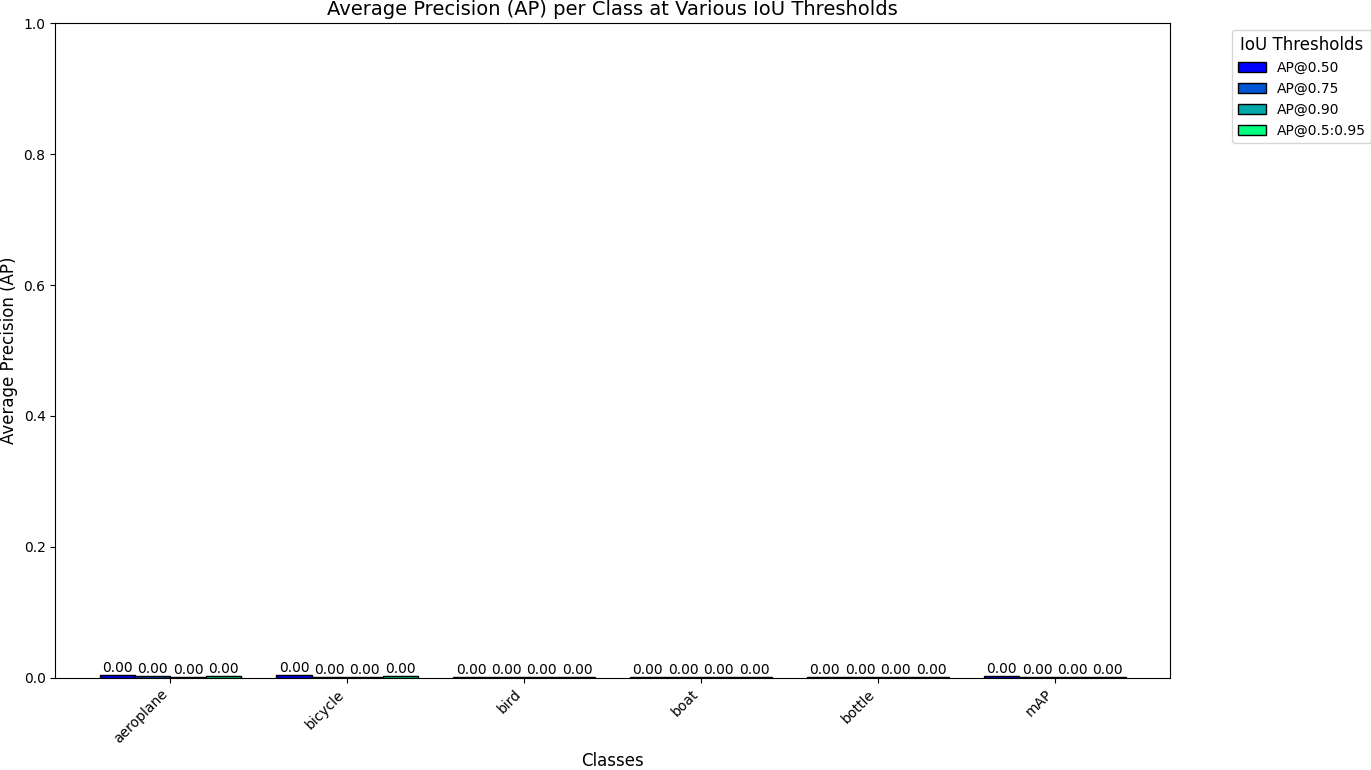 Average Precision (AP) per Class at Various IoU Thresholds
IoU Thresholds
AP@0.50
AP@0.75
AP@0.90
AP@0.5:0.95
Average Precision (AP)
1.0
0.8
0.6
0.4
0.2
0.0
0.00 0.00 0.00 0.00 0.00 0.00 0.00 0.00 0.00 0.00 0.00 0.00 0.00 0.00 0.00 0.00 0.00 0.00 0.00 0.00 0.00 0.00 0.00 0.00
aeroplane bicycle bird boat bottle mAP
Classes